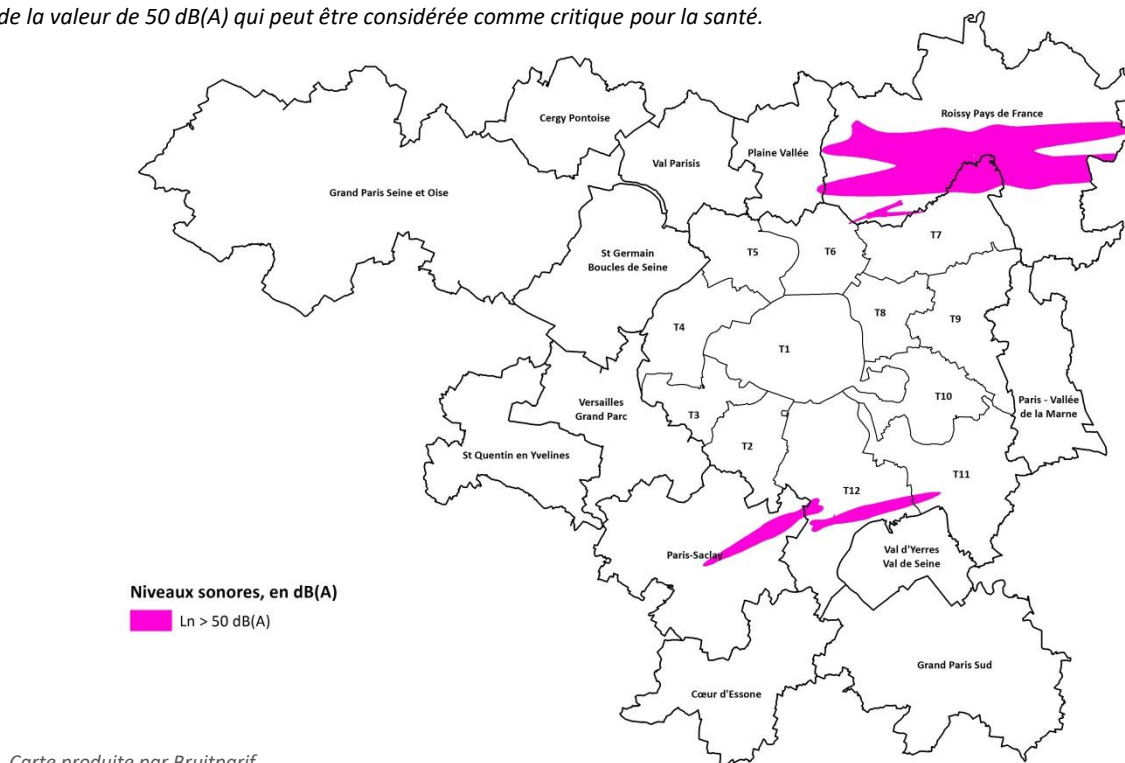 de la valeur de 50 dB(A) qui peut être considérée comme critique pour la santé.
Roissy Pays de France
Cergy Pontoise
Plaine Vallée
Val Parisis
Grand Paris Seine et Oise
T7
St Germain
Boucles de Seine
T5
T6
T8
T9
T4
T1
Versailles
Grand Parc
T10
Paris - Vallée
de la Marne
T3
T2
St Quentin en Yvelines
T11
T12
Paris-Saclay
Val d'Yerres
Val de Seine
Niveaux sonores, en dB(A)
Ln > 50 dB(A)
Grand Paris Sud
Cœur d'Essone
Carte produite par Bruitparif